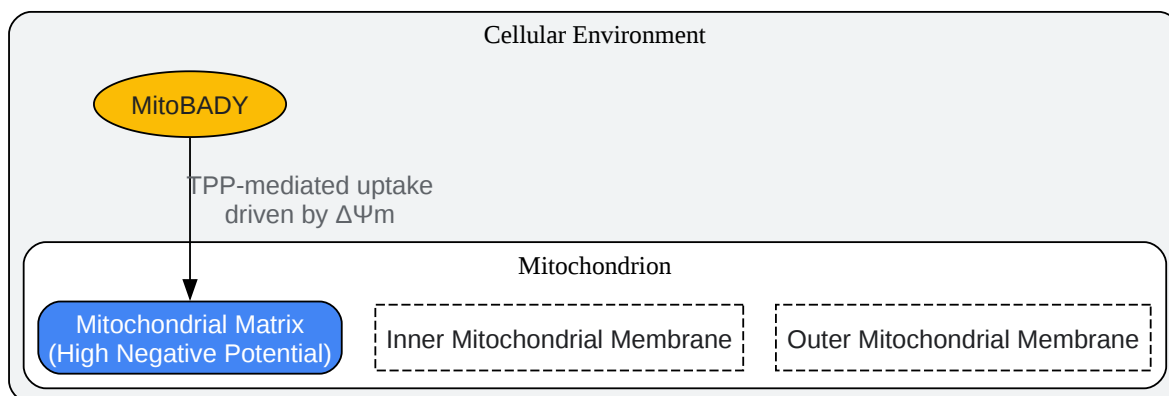 Cellular Environment
MitoBADY
TPP-mediated uptake
driven by ΔΨm
Mitochondrion
Mitochondrial Matrix
(High Negative Potential)
Inner Mitochondrial Membrane
Outer Mitochondrial Membrane